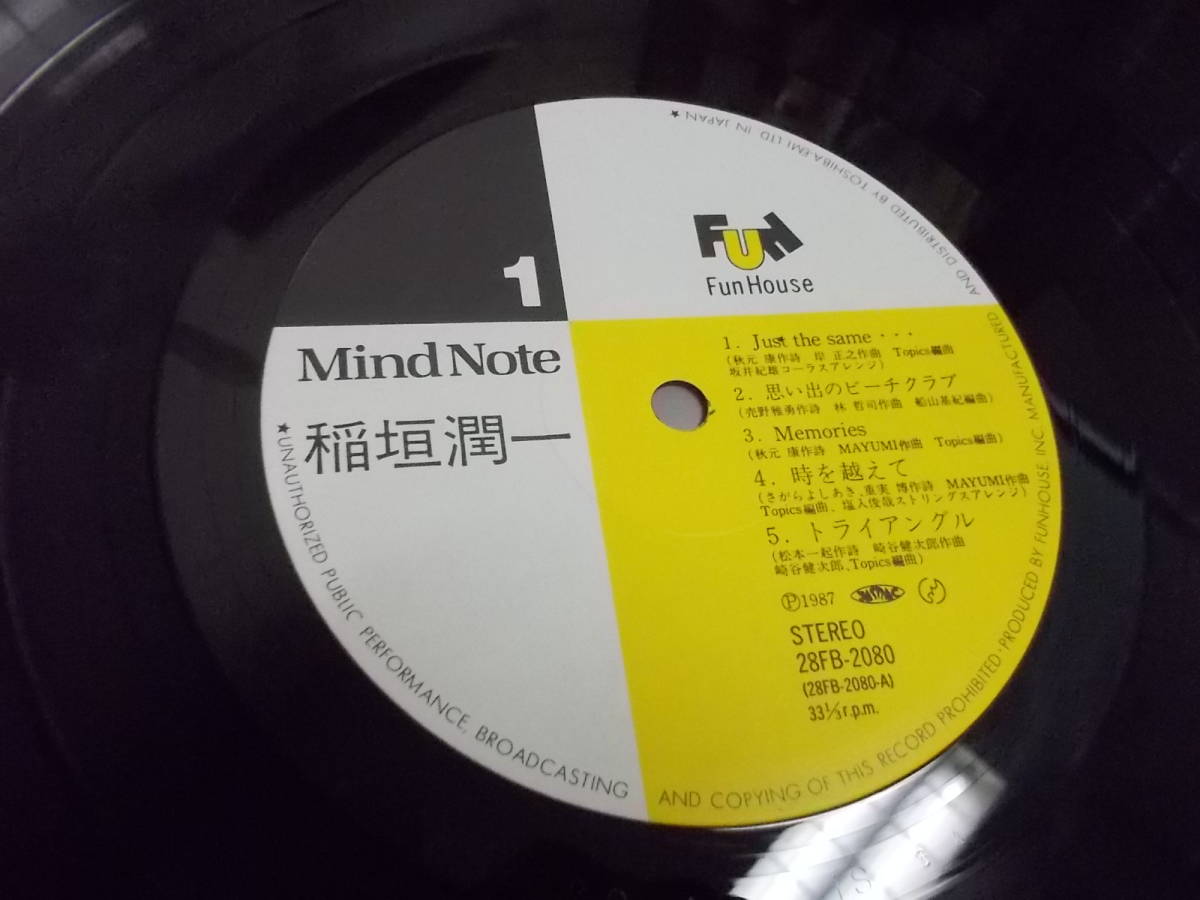 1
FUN
Fun House
Mind Note
稲垣潤一
1. Just the same・・・
(秋元 康作詩 岸 正之作曲 Topics編曲
坂井紀雄コーラスアレンジ)
2. 思い出のビーチクラブ
(売野雅勇作詩 林 哲司作曲 船山基紀編曲)
3. Memories
(秋元 康作詩 MAYUMI作曲 Topics編曲)
4. 時を越えて
(さがらよしあき、重実 博作詩 MAYUMI作曲
Topics編曲、塩入俊哉ストリングスアレンジ)
5. トライアングル
(松本一起作詩 崎谷健次郎作曲
崎谷健次郎、Topics編曲)
Ⓟ1987
STEREO
28FB-2080
(28FB-2080-A)
33⅓r.p.m.
★UNAUTHORIZED PUBLIC PERFORMANCE, BROADCASTING AND COPYING OF THIS RECORD PROHIBITED・PRODUCED BY FUNHOUSE INC. MANUFACTURED AND DISTRIBUTED BY TOSHIBA-EMI LTD IN JAPAN★